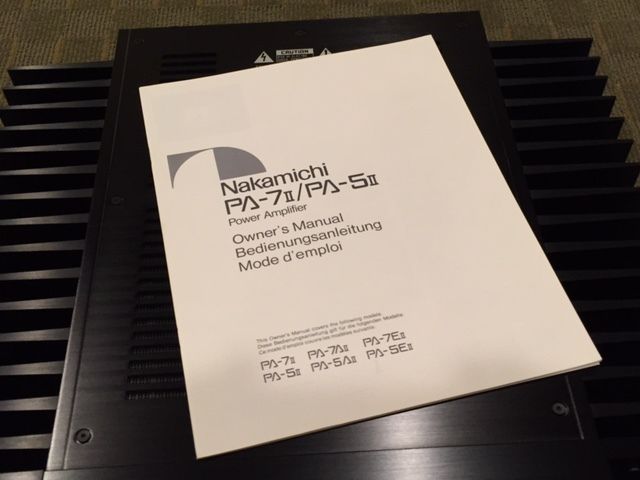 CAUTION
Nakamichi
PA-7II/PA-5II
Power Amplifier
Owner's Manual
Bedienungsanleitung
Mode d'emploi
This Owner's Manual covers the following models.
Diese Bedienungsanleitung gilt für die folgenden Modelle.
Ce mode d'emploi couvre les modèles suivants.
PA-7II PA-7AII PA-7EII
PA-5II PA-5AII PA-5EII